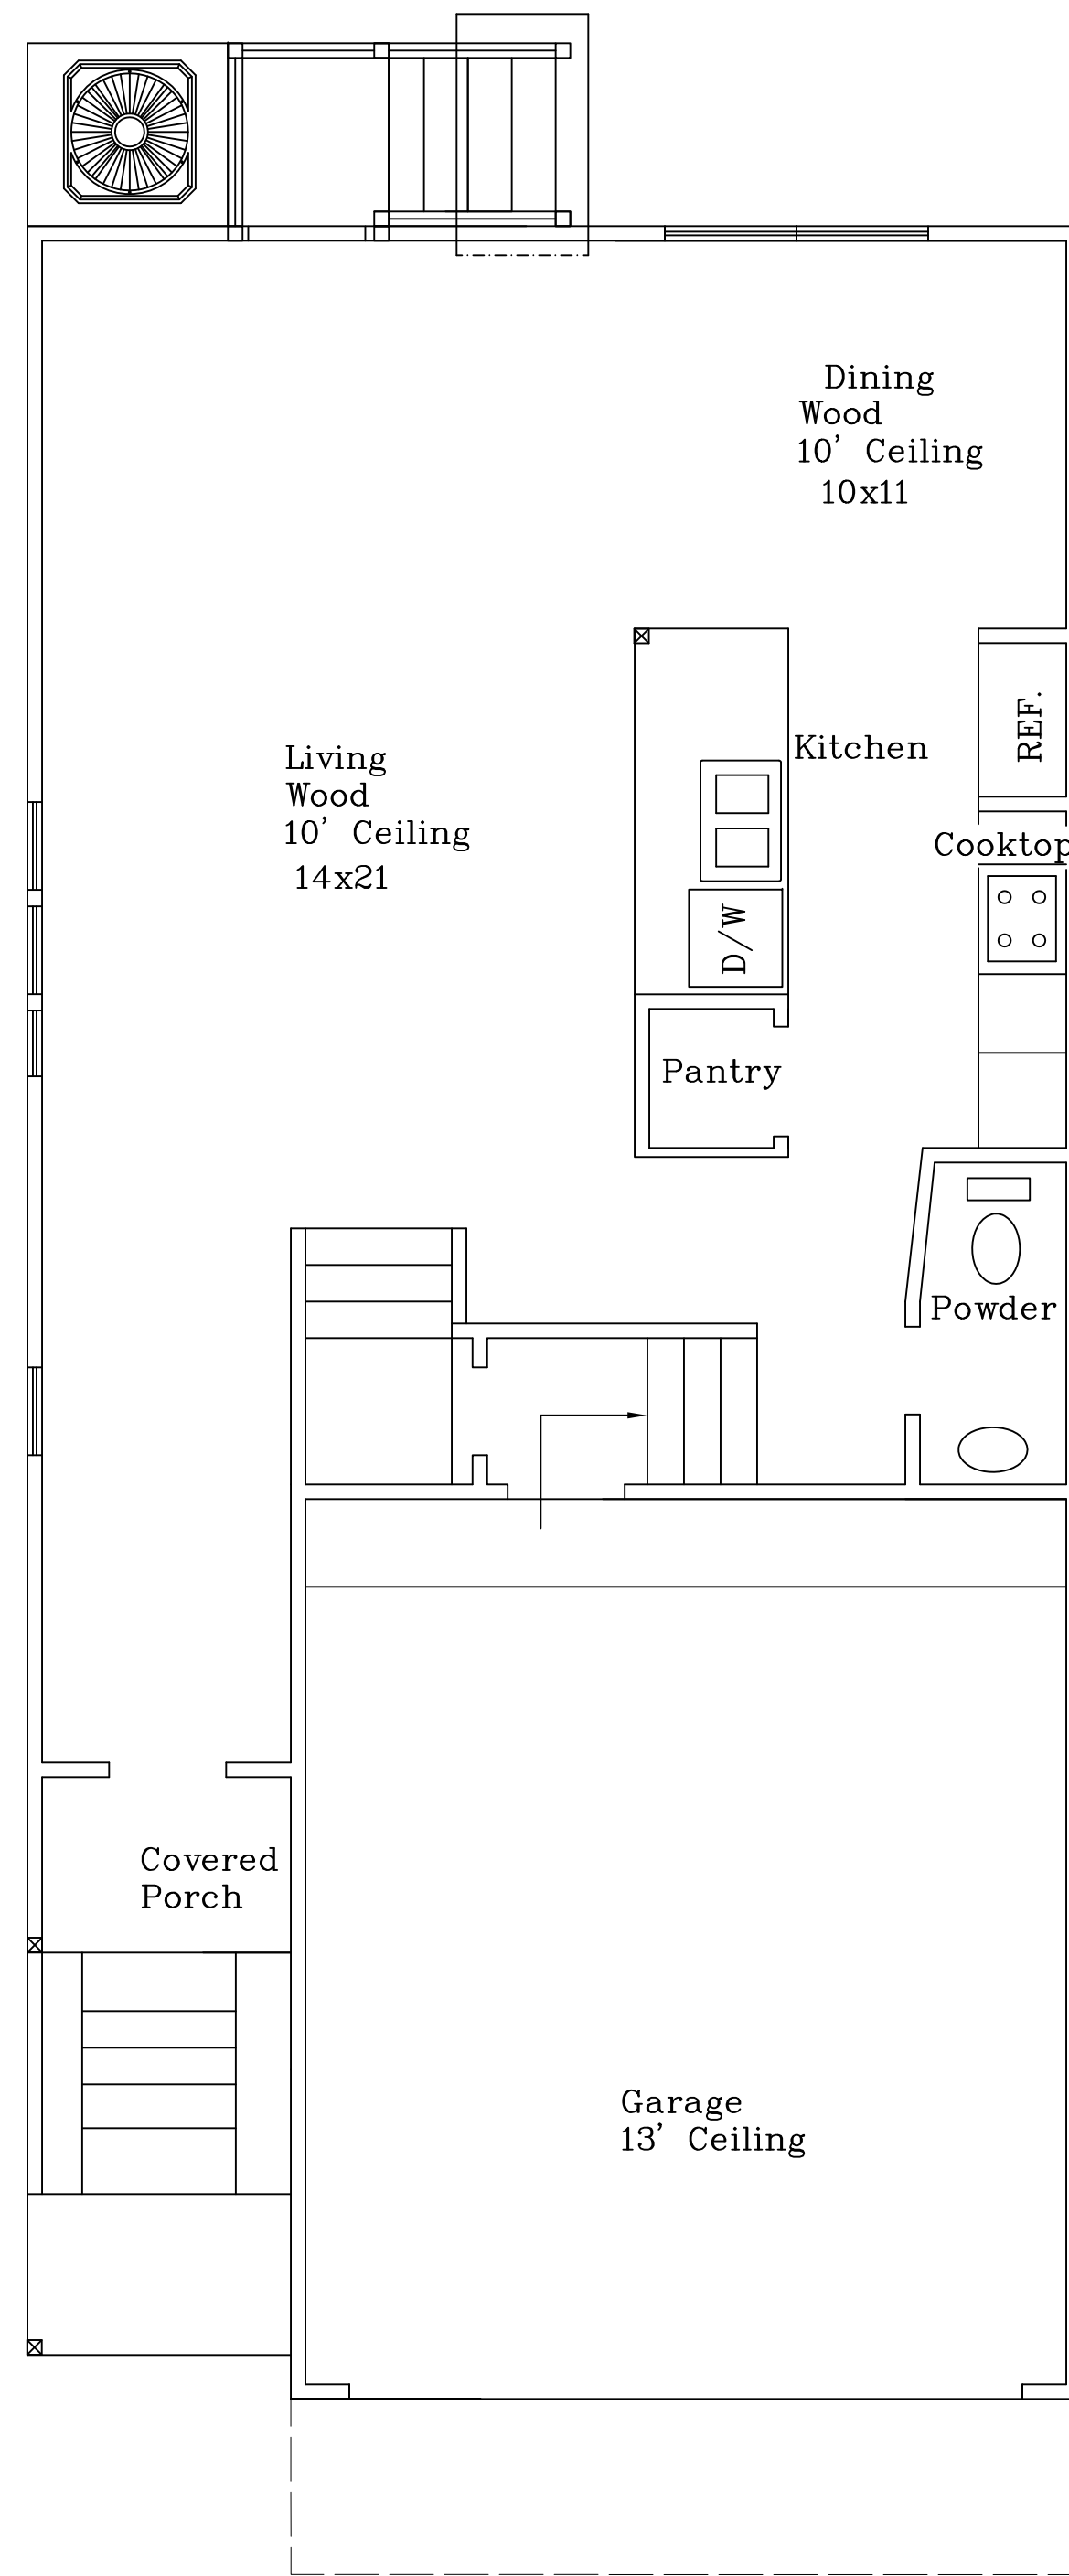 Dining
Wood
10' Ceiling
10x11
REF.
Kitchen
Living
Wood
10' Ceiling
14x21
Cooktop
D/W
Pantry
Powder
Covered
Porch
Garage
13' Ceiling